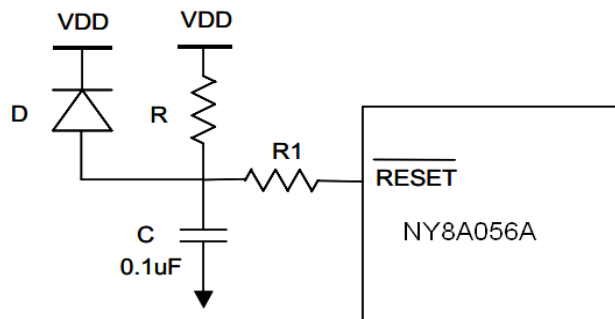 VDD
VDD
D
R
R1
RESET
NY8A056A
C
0.1uF